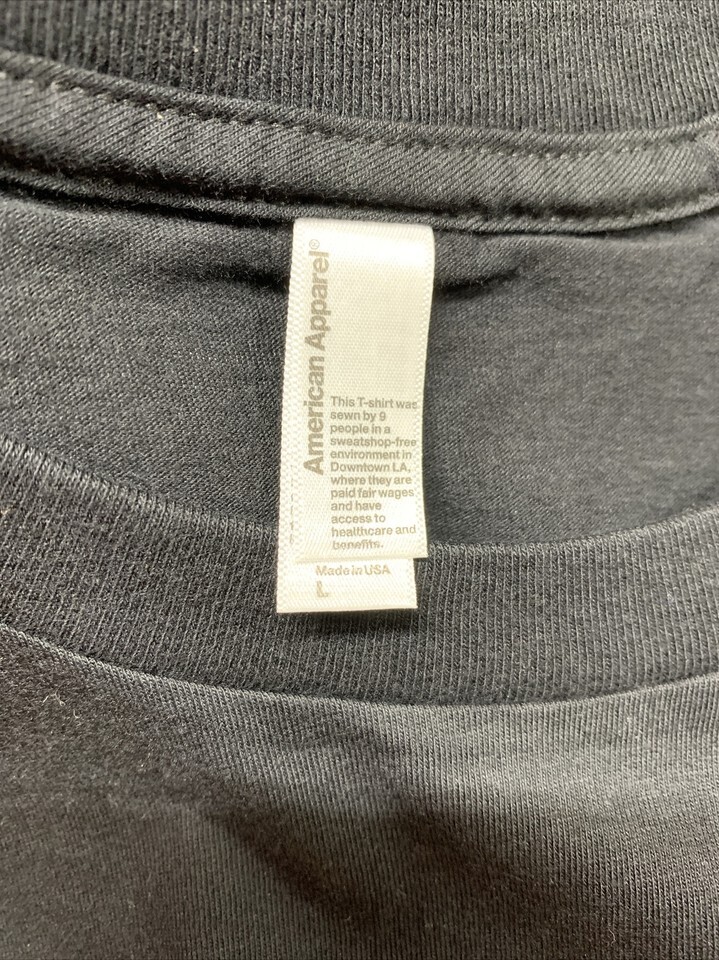 American Apparel®
This T-shirt was
sewn by 9
people in a
sweatshop-free
environment in
Downtown LA,
where they are
paid fair wages
and have
access to
healthcare and
benefits.
Made in USA
L